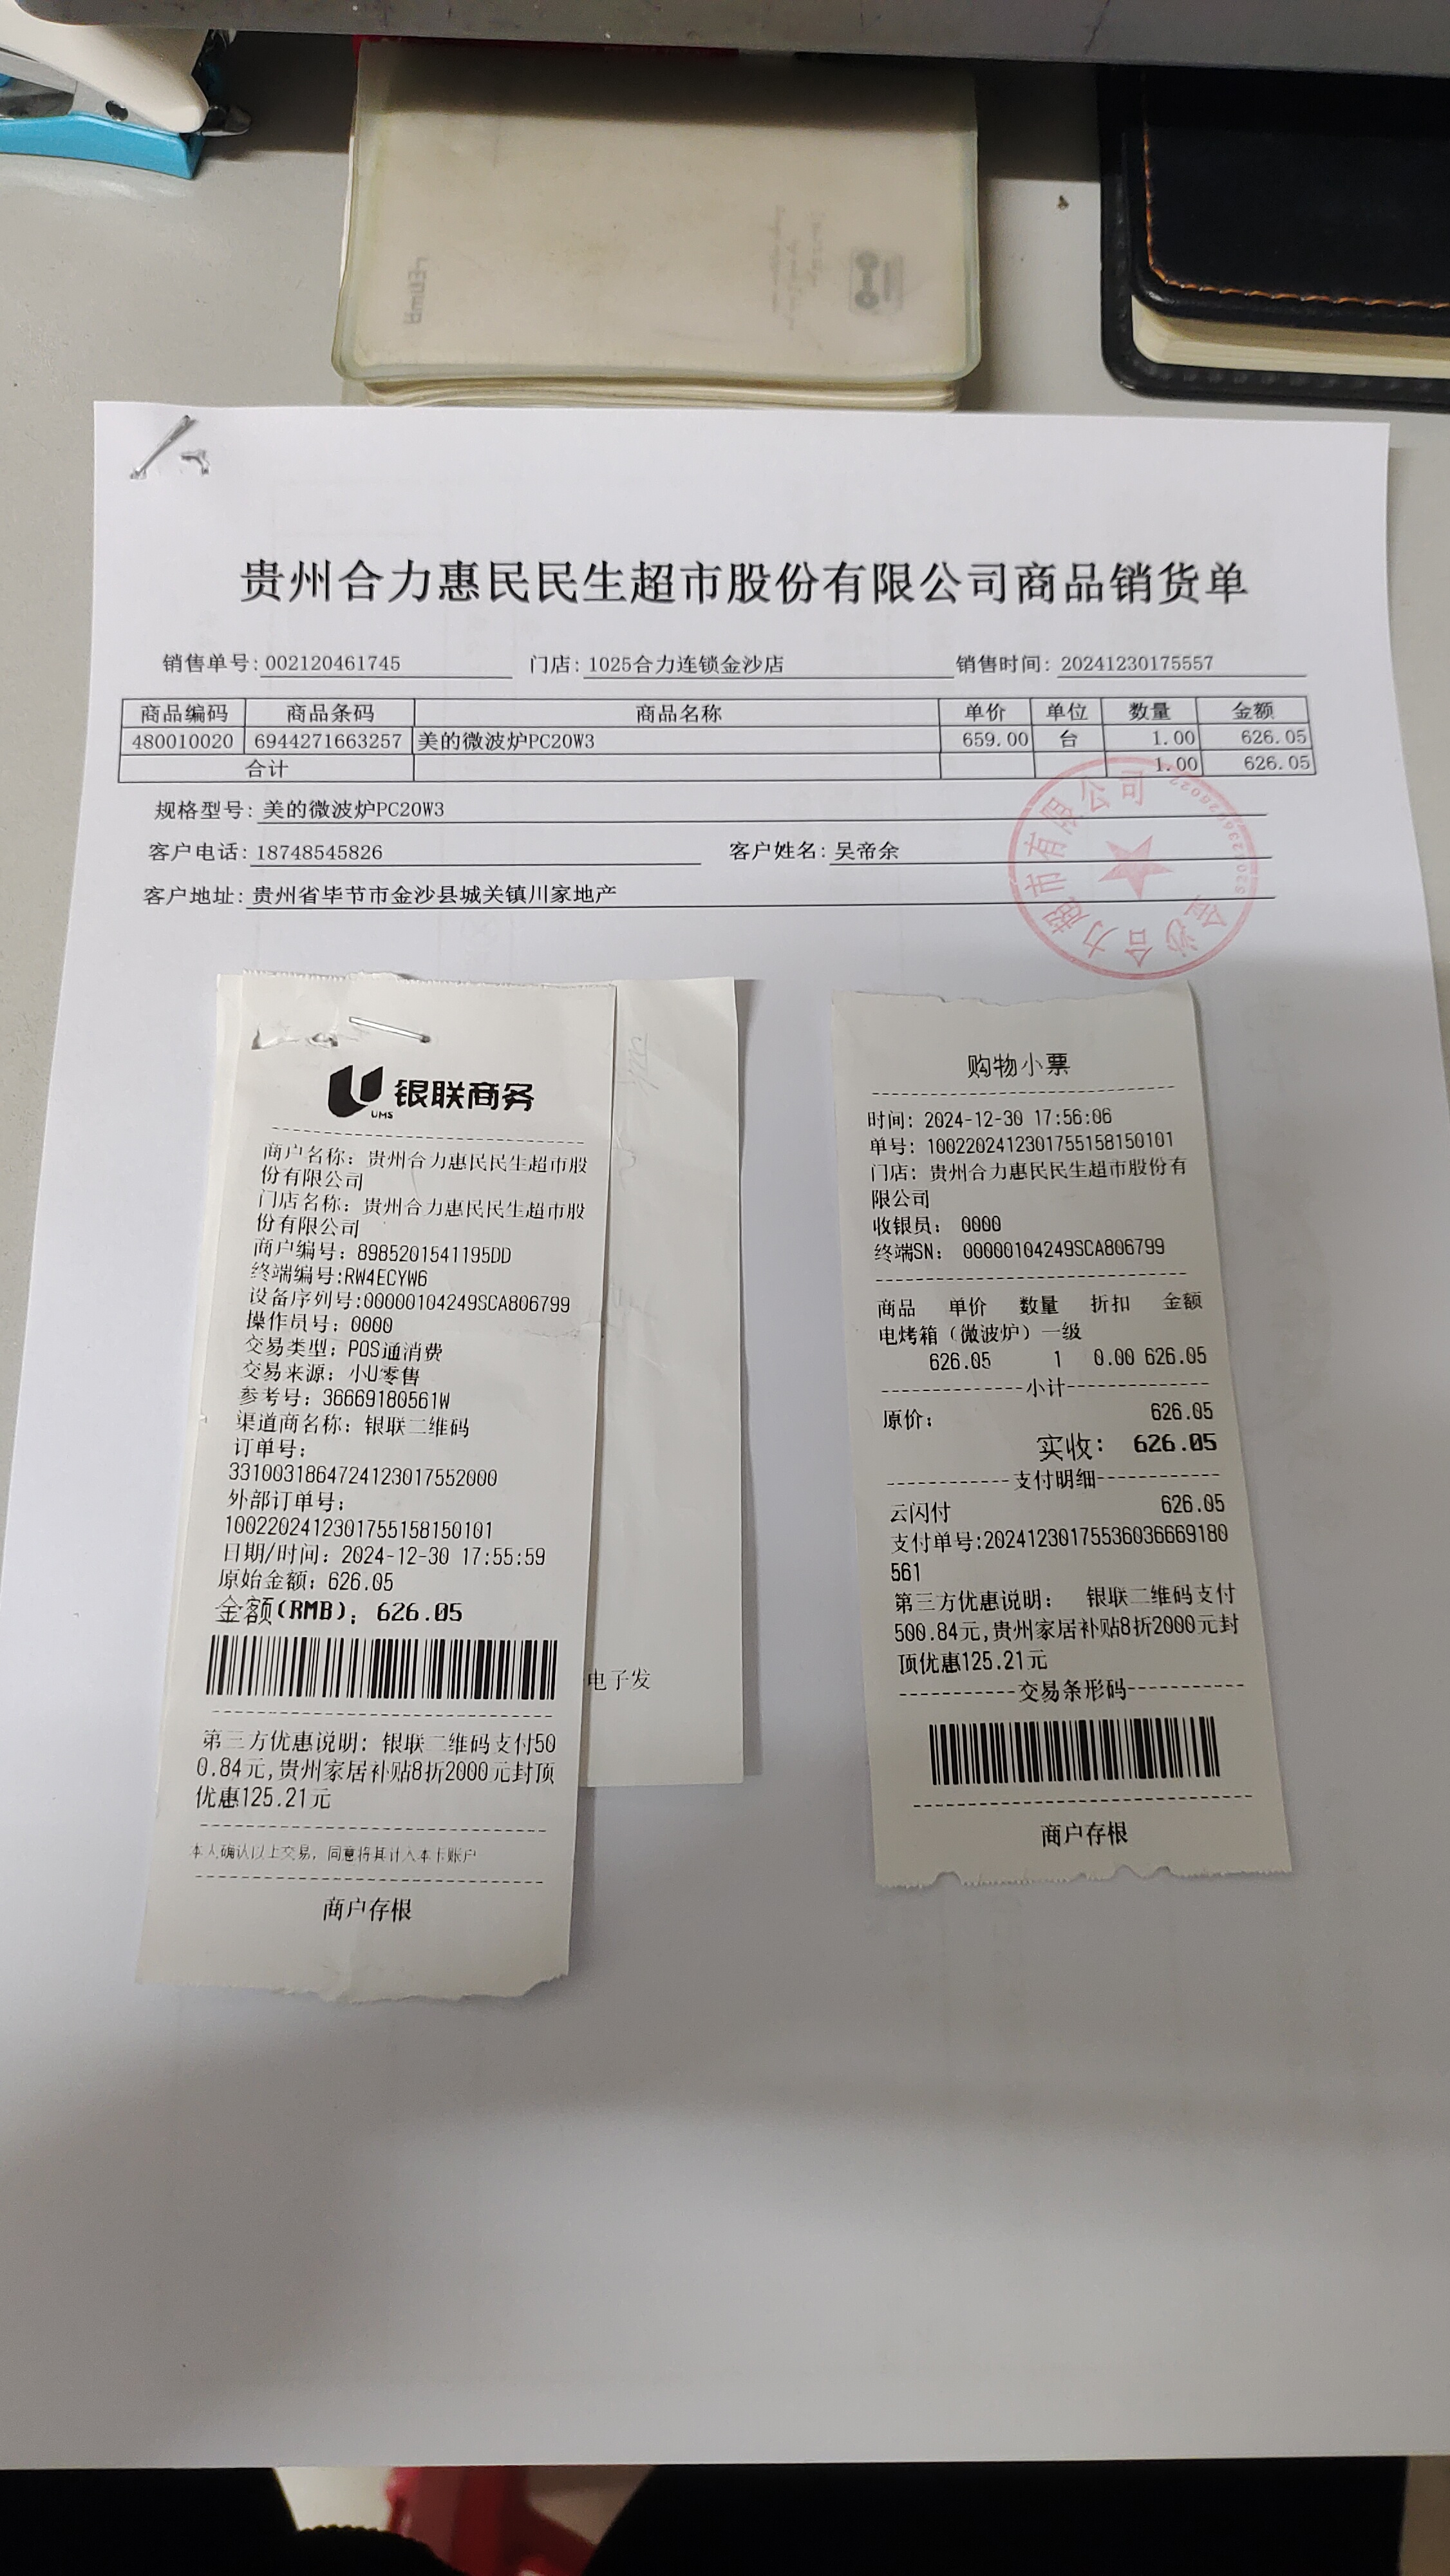 贵州合力惠民民生超市股份有限公司商品销货单
销售单号: 002120461745 门店: 1025合力连锁金沙店 销售时间: 20241230175557
商品编码 商品条码 商品名称 单价 单位 数量 金额
480010020 6944271663257 美的微波炉PC20W3 659.00 台 1.00 626.05
合计 1.00 626.05
规格型号: 美的微波炉PC20W3
客户电话: 18748545826 客户姓名: 吴帝余
客户地址: 贵州省毕节市金沙县城关镇川家地产
金沙合力超市有限公司
银联商务
UMS
商户名称: 贵州合力惠民民生超市股
份有限公司
门店名称: 贵州合力惠民民生超市股
份有限公司
商户编号: 8985201541195DD
终端编号:RW4ECYW6
设备序列号:00000104249SCA806799
操作员号: 0000
交易类型: POS通消费
交易来源: 小U零售
参考号: 36669180561W
渠道商名称: 银联二维码
订单号:
3310031864724123017552000
外部订单号:
1002202412301755158150101
日期/时间: 2024-12-30 17:55:59
原始金额: 626.05
金额(RMB): 626.05
第三方优惠说明: 银联二维码支付50
0.84元,贵州家居补贴8折2000元封顶
优惠125.21元
本人确认以上交易, 同意将其计入本卡账户
商户存根
电子发
购物小票
时间: 2024-12-30 17:56:06
单号: 1002202412301755158150101
门店: 贵州合力惠民民生超市股份有
限公司
收银员: 0000
终端SN: 00000104249SCA806799
商品 单价 数量 折扣 金额
电烤箱(微波炉)一级
626.05 1 0.00 626.05
小计
原价: 626.05
实收: 626.05
支付明细
云闪付 626.05
支付单号:20241230175536036669180
561
第三方优惠说明: 银联二维码支付
500.84元,贵州家居补贴8折2000元封
顶优惠125.21元
交易条形码
商户存根